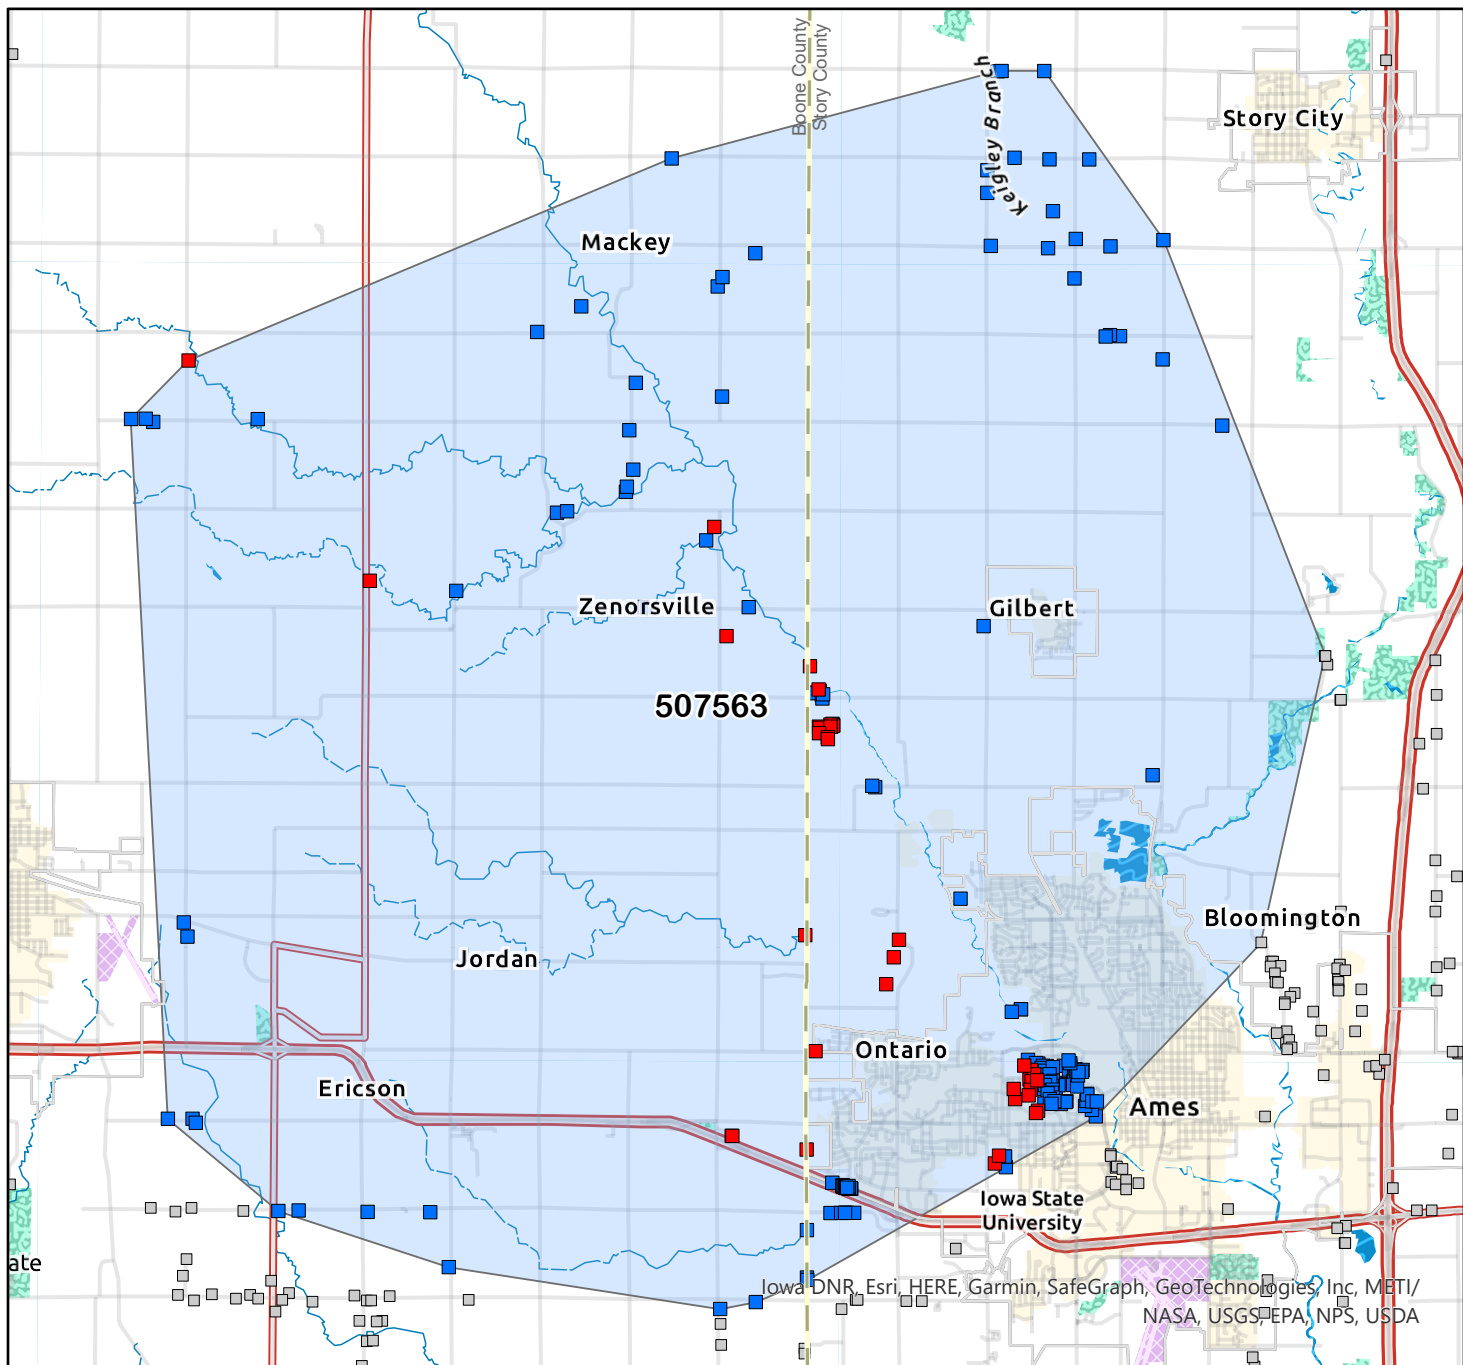 Boone County
Story County
Keigley Branch
Story City
Mackey
Zenorsville
Gilbert
507563
Bloomington
Jordan
Ontario
Ericson
Ames
Iowa State
University
ate
Iowa DNR, Esri, HERE, Garmin, SafeGraph, GeoTechnologies, Inc, METI/
NASA, USGS, EPA, NPS, USDA